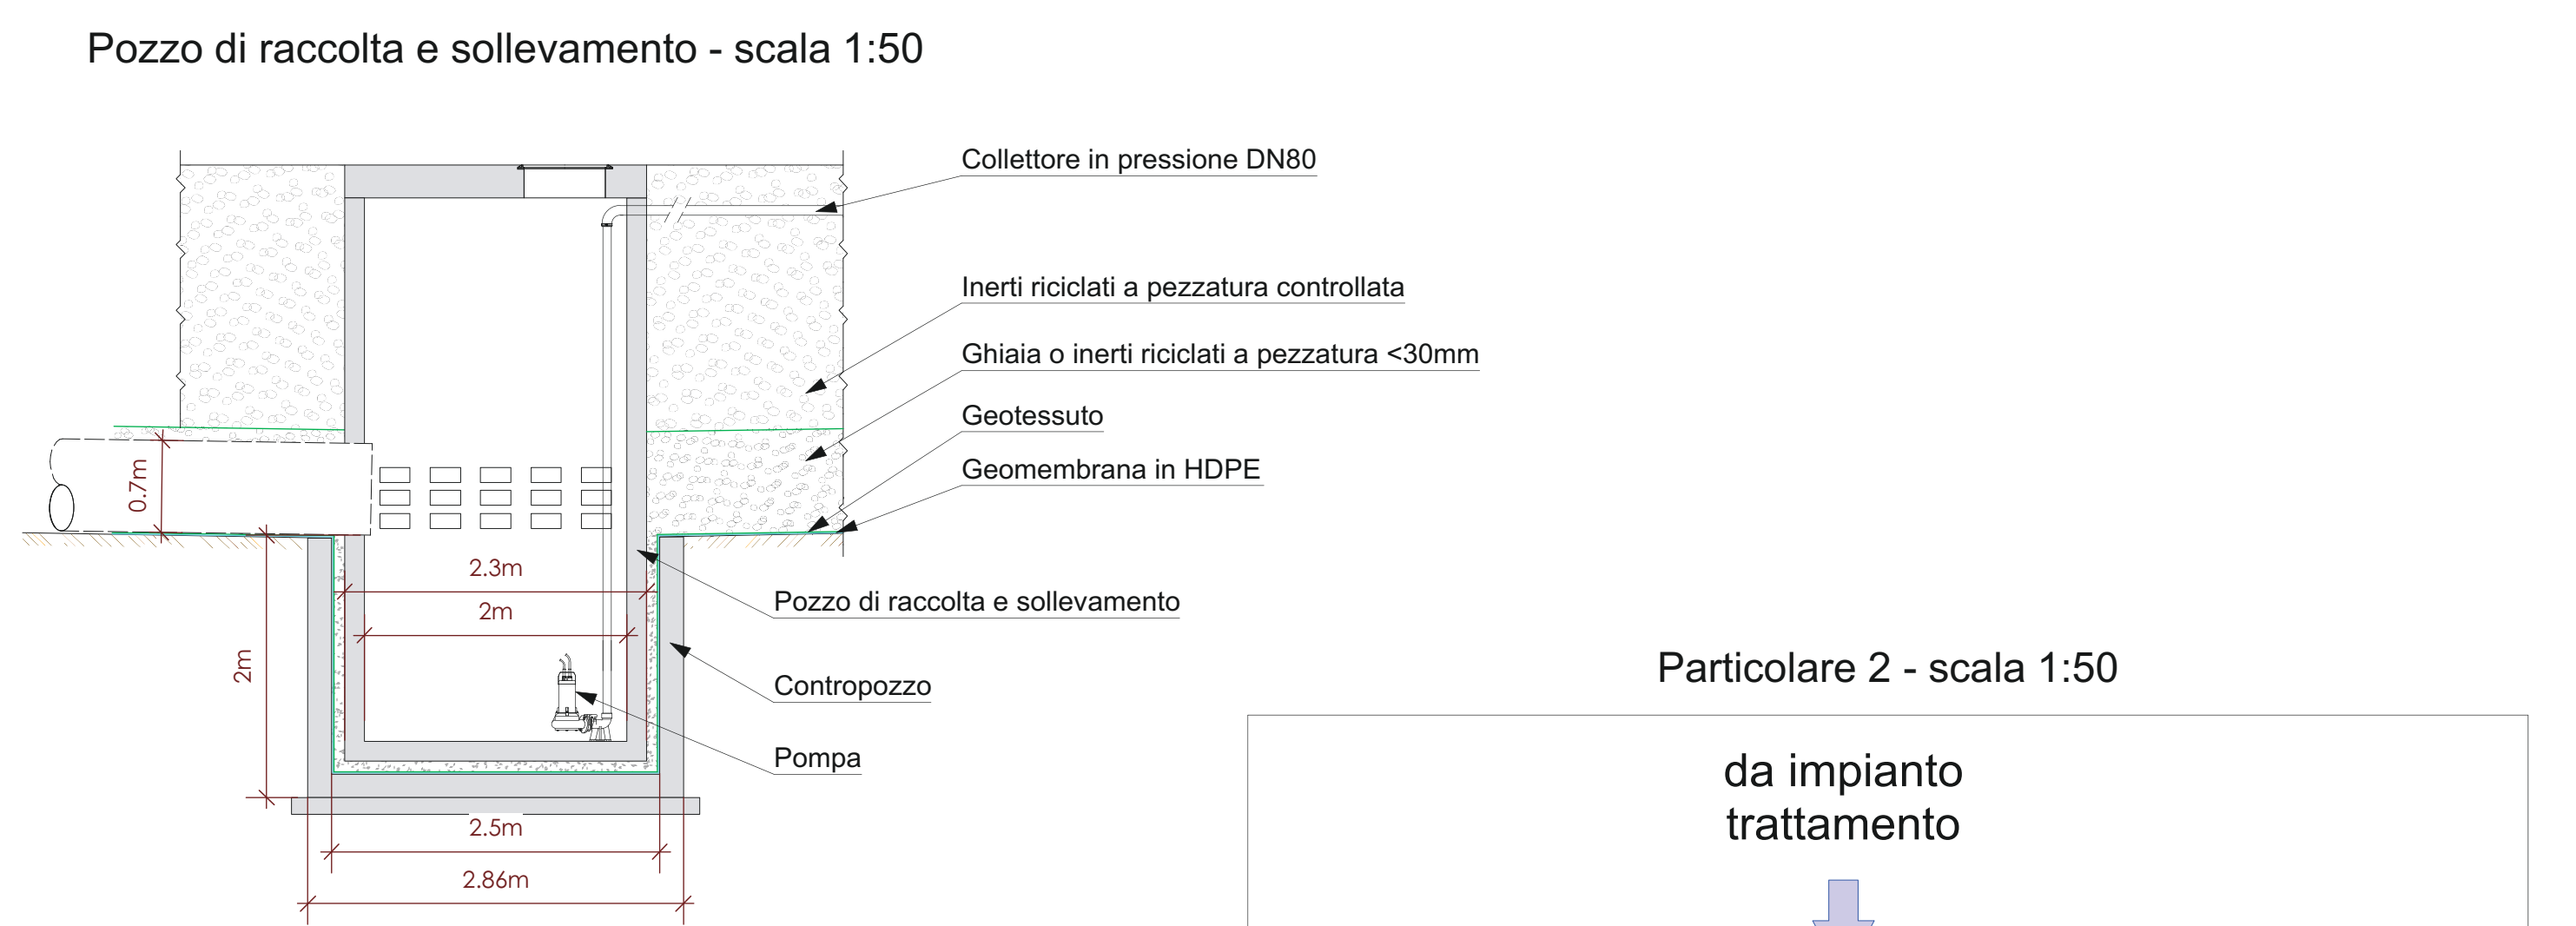 Pozzo di raccolta e sollevamento - scala 1:50
Collettore in pressione DN80
Inerti riciclati a pezzatura controllata
Ghiaia o inerti riciclati a pezzatura <30mm
Geotessuto
Geomembrana in HDPE
0.7m
2.3m
Pozzo di raccolta e sollevamento
2m
2m
Contropozzo
Pompa
2.5m
2.86m
Particolare 2 - scala 1:50
da impianto
trattamento